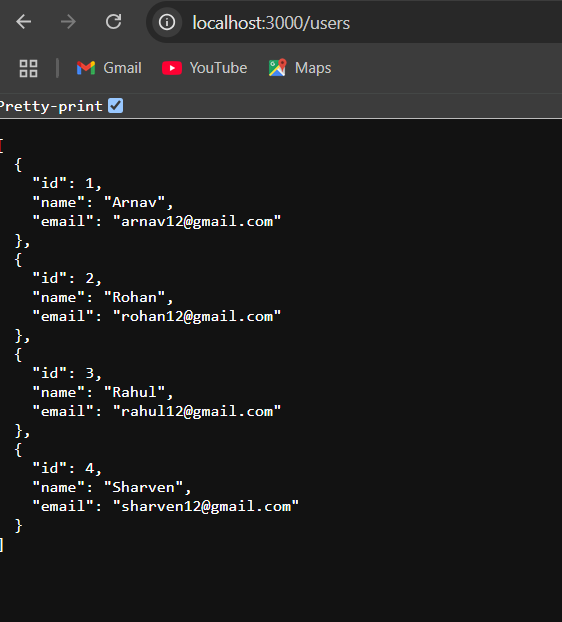 localhost:3000/users
Gmail YouTube Maps
Pretty-print
[
  {
    "id": 1,
    "name": "Arnav",
    "email": "arnav12@gmail.com"
  },
  {
    "id": 2,
    "name": "Rohan",
    "email": "rohan12@gmail.com"
  },
  {
    "id": 3,
    "name": "Rahul",
    "email": "rahul12@gmail.com"
  },
  {
    "id": 4,
    "name": "Sharven",
    "email": "sharven12@gmail.com"
  }
]